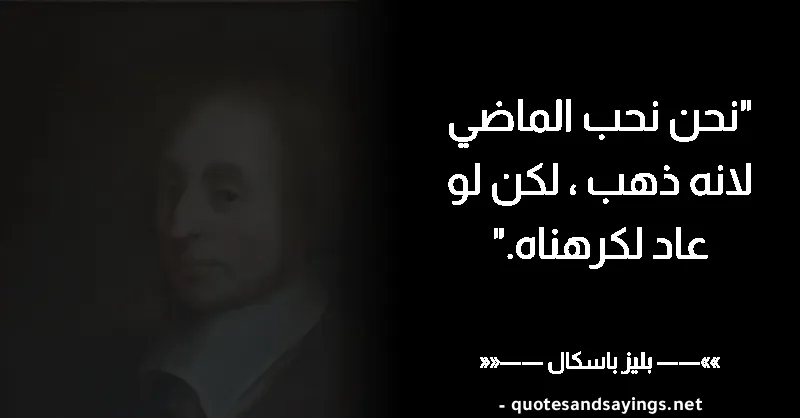 "نحن نحب الماضي
لانه ذهب ، لكن لو
عاد لكرهناه."
»»—— بليز باسكال ——««
- quotesandsayings.net